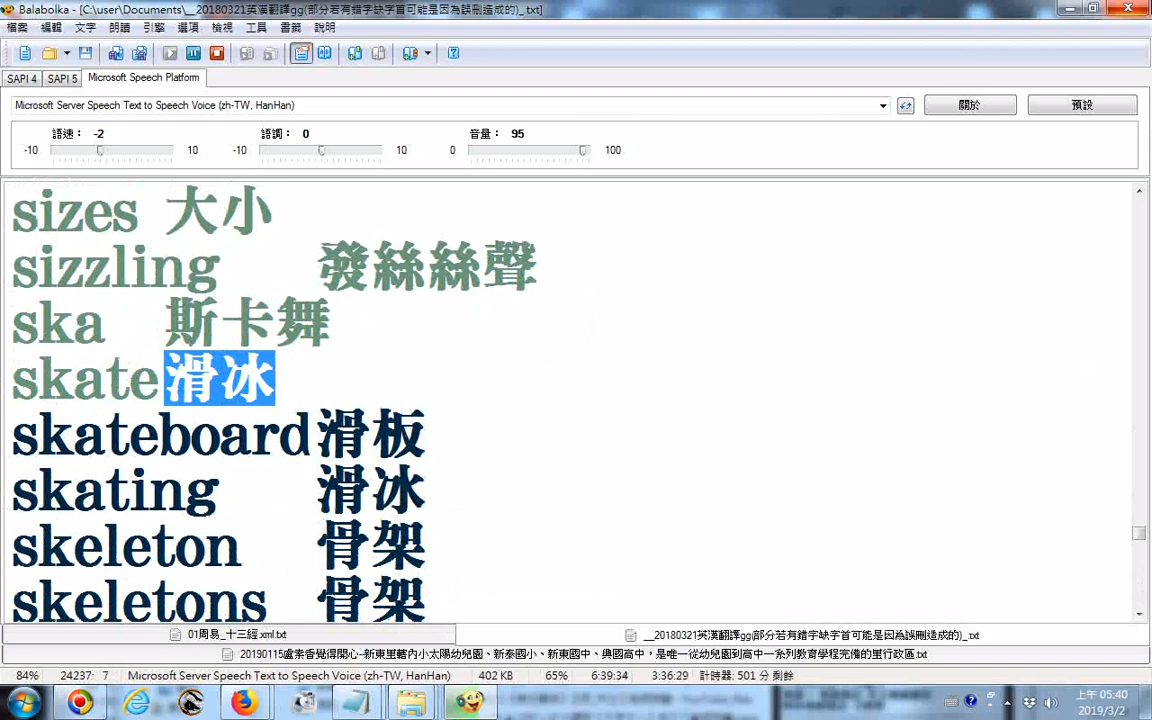 Balabolka - [C:\user\Documents\__20180321英漢翻譯gg(部分若有錯字缺字首可能是因為誤刪造成的)_.txt]
檔案 編輯 文字 朗讀 引擎 選項 檢視 工具 書籤 說明
SAPI 4 SAPI 5 Microsoft Speech Platform
Microsoft Server Speech Text to Speech Voice (zh-TW, HanHan) 關於 預設
語速： -2 語調： 0 音量： 95
-10 10 -10 10 0 100
sizes 大小
sizzling 發絲絲聲
ska 斯卡舞
skate 滑冰
skateboard 滑板
skating 滑冰
skeleton 骨架
skeletons 骨架
01周易_十三經.xml.txt __20180321英漢翻譯gg(部分若有錯字缺字首可能是因為誤刪造成的)_.txt
20190115盧素香覺得開心-新東里轄內小太陽幼兒園、新泰國小、新東國中、興國高中，是唯一從幼兒園到高中一系列教育學程完備的里行政區.txt
84% 24237: 7 Microsoft Server Speech Text to Speech Voice (zh-TW, HanHan) 402 KB 65% 6:39:34 3:36:29 計時器: 501 分 剩餘
上午 05:40
2019/3/2